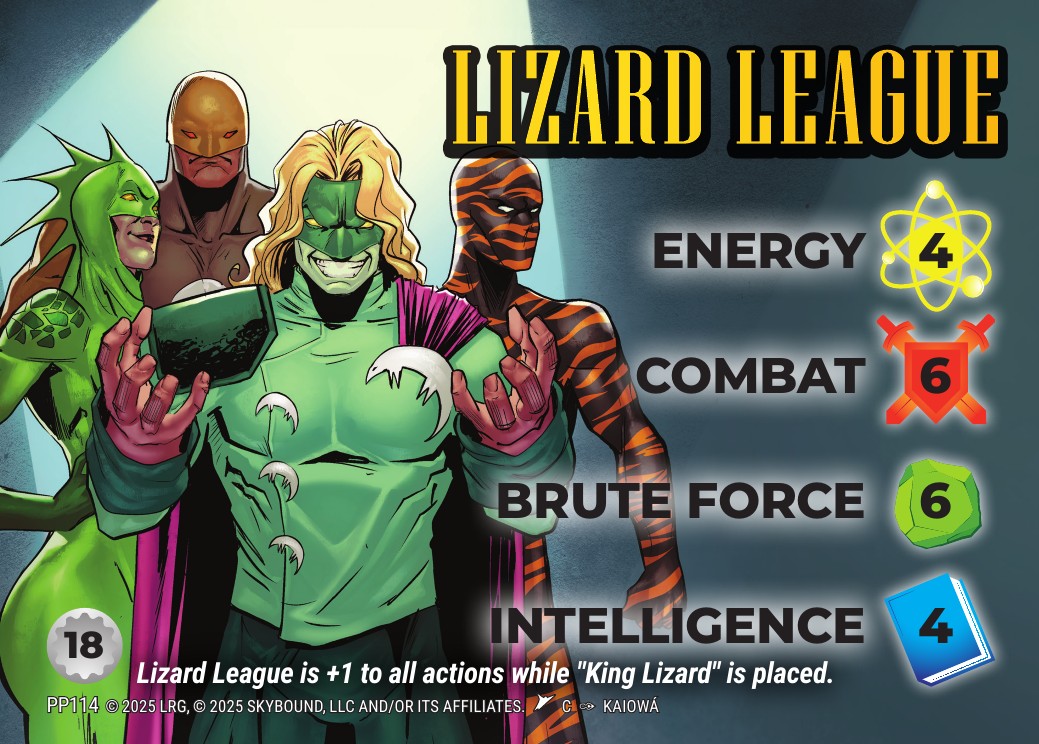 LIZARD LEAGUE
ENERGY 4
COMBAT 6
BRUTE FORCE 6
INTELLIGENCE 4
18
Lizard League is +1 to all actions while "King Lizard" is placed.
PP114 © 2025 LRG, © 2025 SKYBOUND, LLC AND/OR ITS AFFILIATES. KAIOWÁ